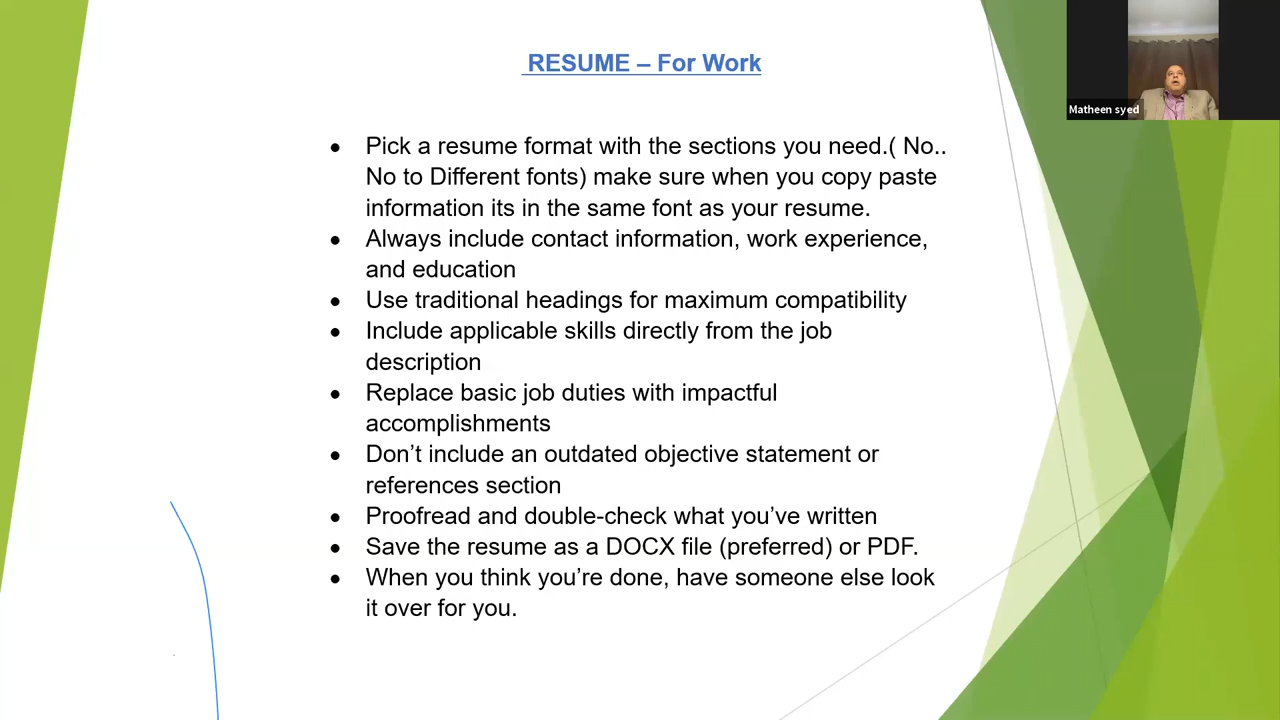 RESUME – For Work
Matheen syed
● Pick a resume format with the sections you need.( No..
No to Different fonts) make sure when you copy paste
information its in the same font as your resume.
● Always include contact information, work experience,
and education
● Use traditional headings for maximum compatibility
● Include applicable skills directly from the job
description
● Replace basic job duties with impactful
accomplishments
● Don’t include an outdated objective statement or
references section
● Proofread and double-check what you’ve written
● Save the resume as a DOCX file (preferred) or PDF.
● When you think you’re done, have someone else look
it over for you.